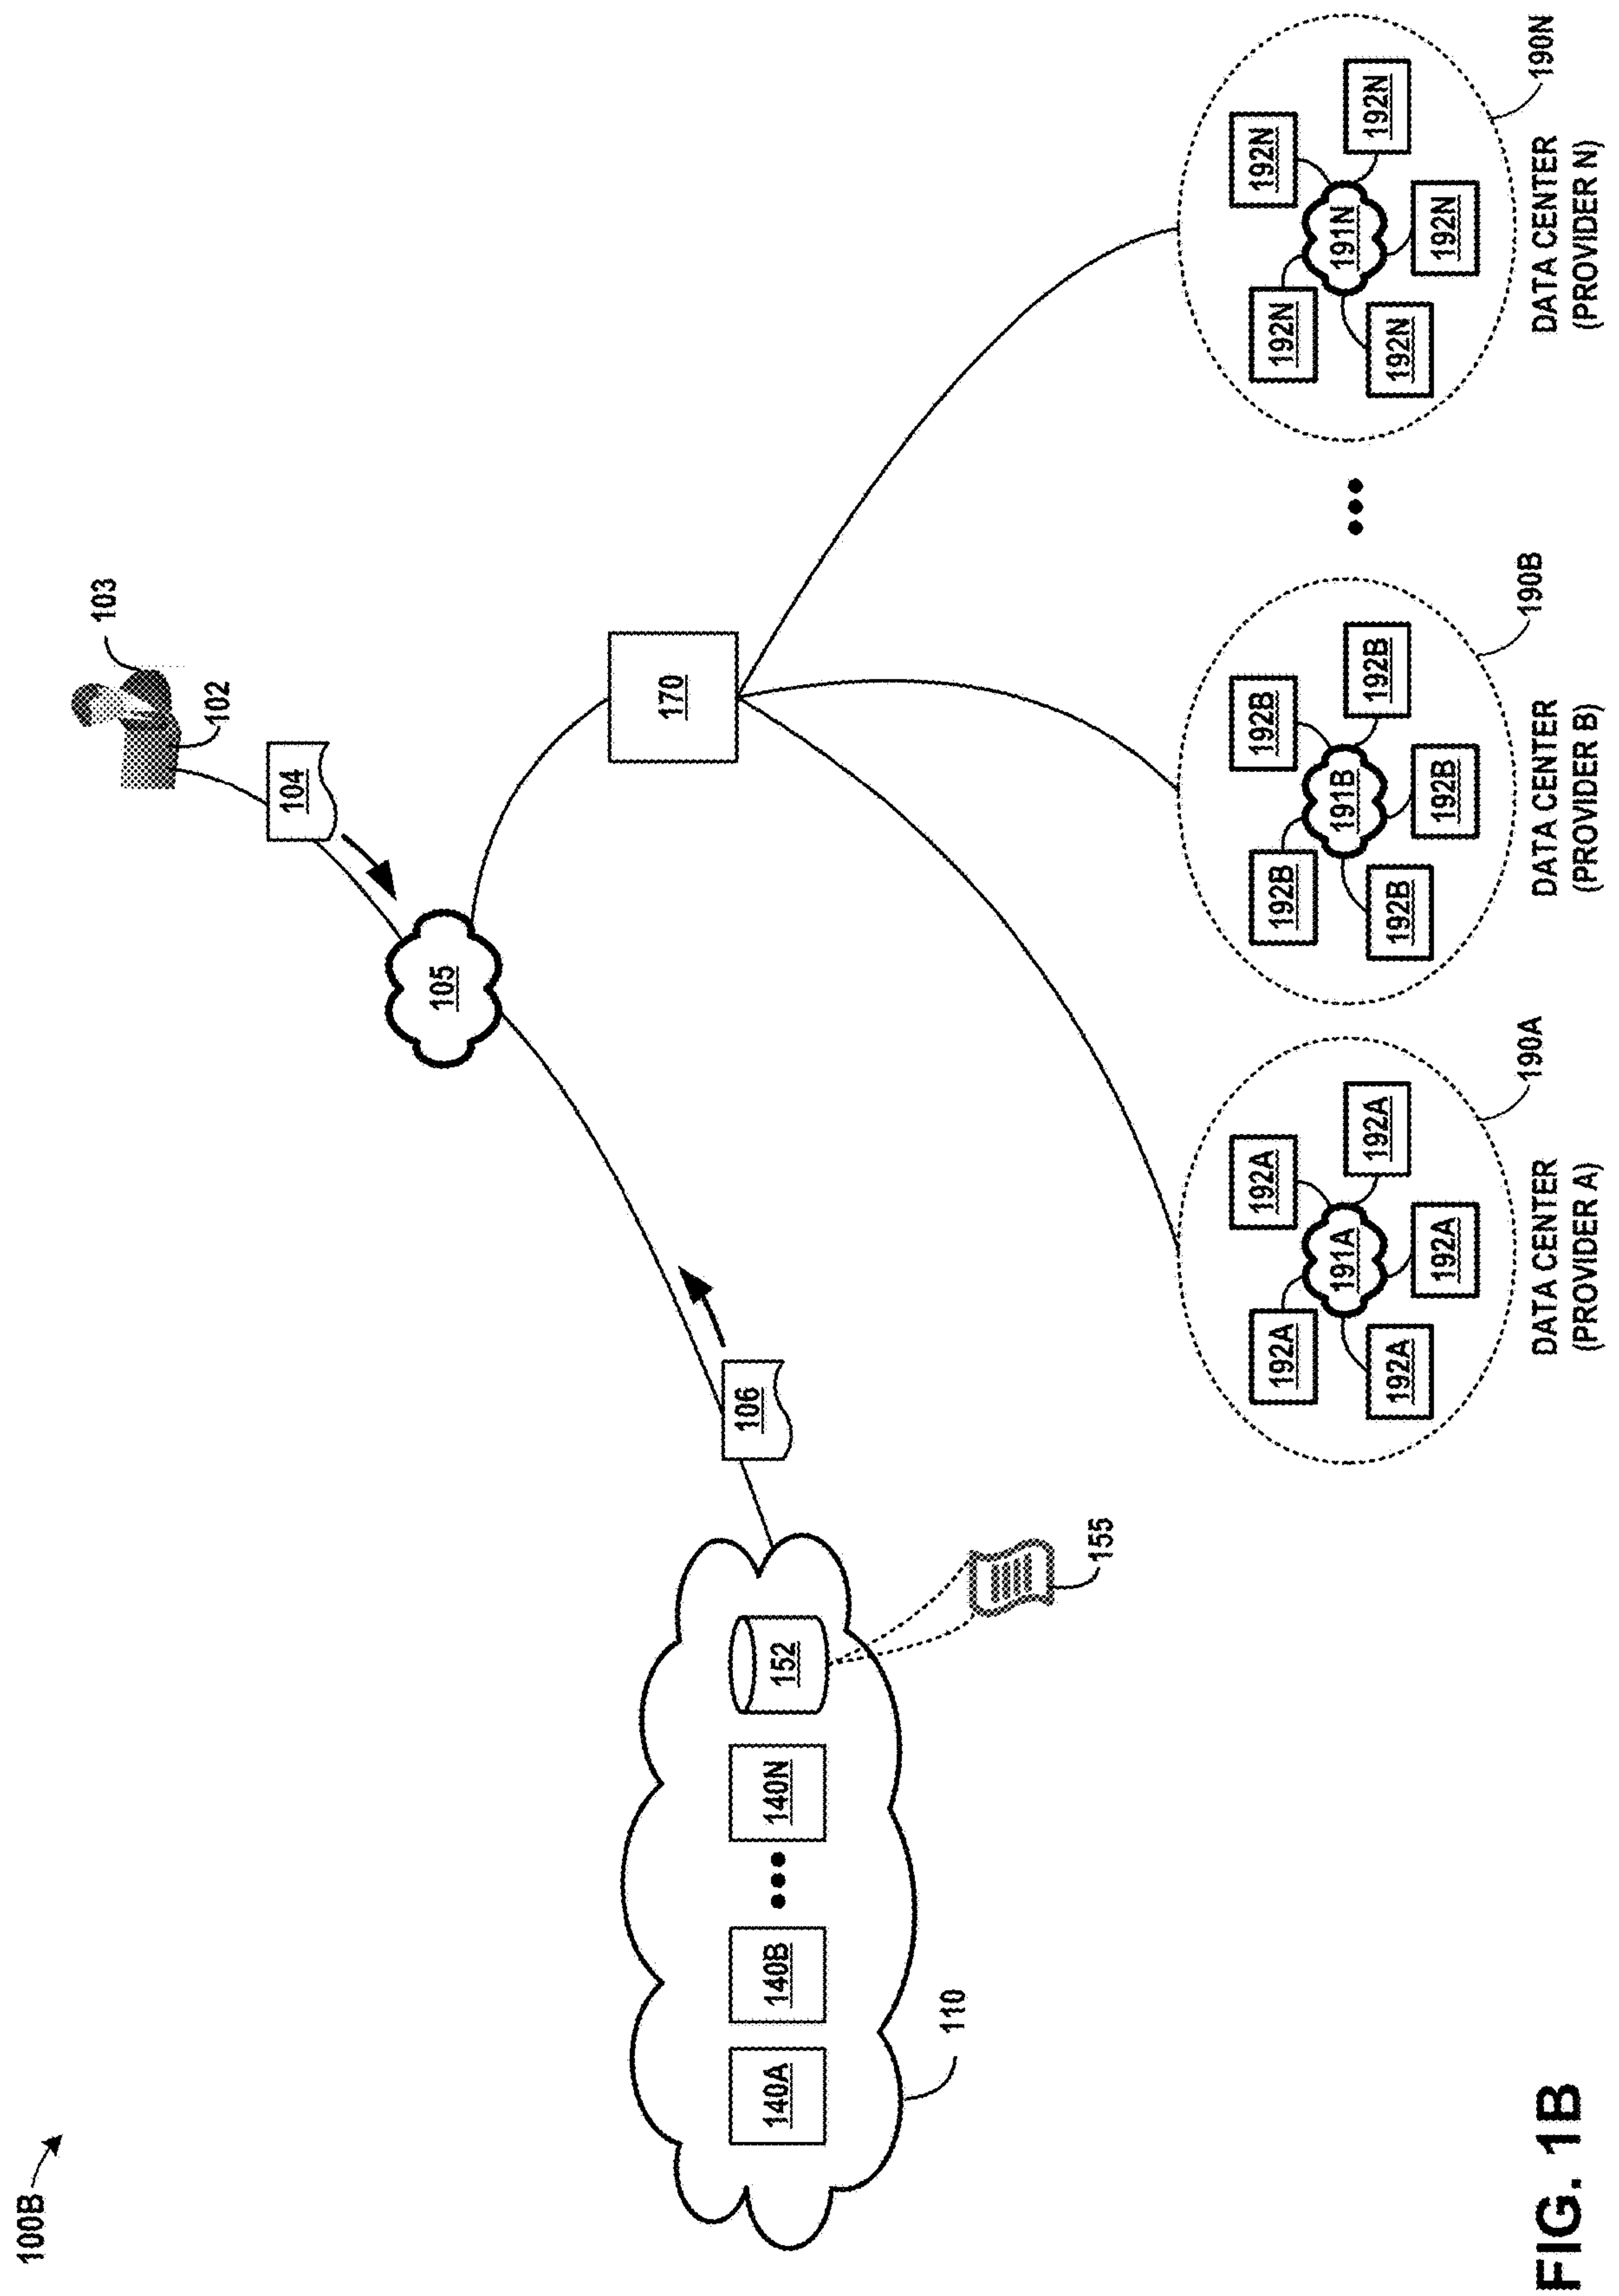 100B
103
102
104
105
106
170
110
140A
140B
140N
152
155
192A
192A
192A
192A
192A
191A
190A
DATA CENTER
(PROVIDER A)
192B
192B
192B
192B
192B
191B
190B
DATA CENTER
(PROVIDER B)
192N
192N
192N
192N
192N
191N
190N
DATA CENTER
(PROVIDER N)
FIG. 1B